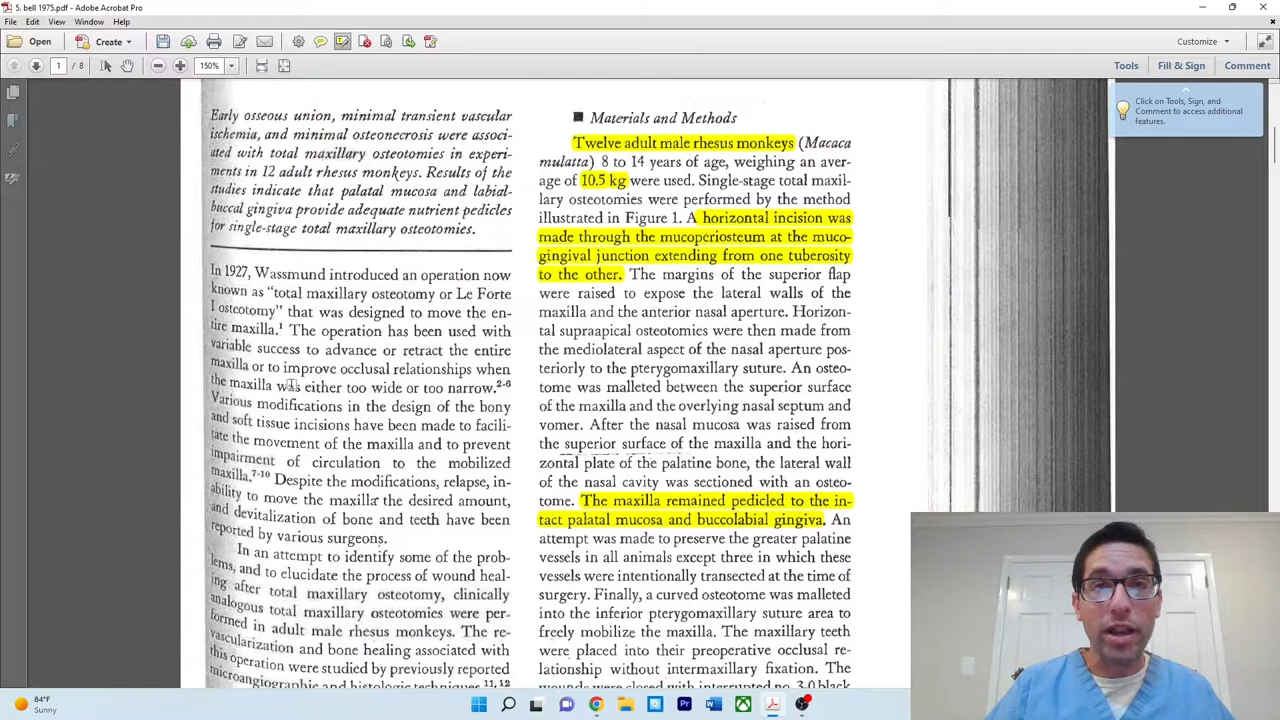 5. bell 1975.pdf - Adobe Acrobat Pro
File Edit View Window Help
Open Create Customize
1 / 8 150% Tools Fill & Sign Comment
Click on Tools, Sign, and
Comment to access additional
features.
Early osseous union, minimal transient vascular
ischemia, and minimal osteonecrosis were associ-
ated with total maxillary osteotomies in experi-
ments in 12 adult rhesus monkeys. Results of the
studies indicate that palatal mucosa and labial-
buccal gingiva provide adequate nutrient pedicles
for single-stage total maxillary osteotomies.
In 1927, Wassmund introduced an operation now
known as "total maxillary osteotomy or Le Forte
I osteotomy" that was designed to move the en-
tire maxilla.1 The operation has been used with
variable success to advance or retract the entire
maxilla or to improve occlusal relationships when
the maxilla was either too wide or too narrow.2-6
Various modifications in the design of the bony
and soft tissue incisions have been made to facili-
tate the movement of the maxilla and to prevent
impairment of circulation to the mobilized
maxilla.7-10 Despite the modifications, relapse, in-
ability to move the maxilla the desired amount,
and devitalization of bone and teeth have been
reported by various surgeons.
In an attempt to identify some of the prob-
lems, and to elucidate the process of wound heal-
ing after total maxillary osteotomy, clinically
analogous total maxillary osteotomies were per-
formed in adult male rhesus monkeys. The re-
vascularization and bone healing associated with
this operation were studied by previously reported
microangiographic and histologic techniques.11,12
■ Materials and Methods
Twelve adult male rhesus monkeys (Macaca
mulatta) 8 to 14 years of age, weighing an aver-
age of 10.5 kg were used. Single-stage total maxil-
lary osteotomies were performed by the method
illustrated in Figure 1. A horizontal incision was
made through the mucoperiosteum at the muco-
gingival junction extending from one tuberosity
to the other. The margins of the superior flap
were raised to expose the lateral walls of the
maxilla and the anterior nasal aperture. Horizon-
tal supraapical osteotomies were then made from
the mediolateral aspect of the nasal aperture pos-
teriorly to the pterygomaxillary suture. An osteo-
tome was malleted between the superior surface
of the maxilla and the overlying nasal septum and
vomer. After the nasal mucosa was raised from
the superior surface of the maxilla and the hori-
zontal plate of the palatine bone, the lateral wall
of the nasal cavity was sectioned with an osteo-
tome. The maxilla remained pedicled to the in-
tact palatal mucosa and buccolabial gingiva. An
attempt was made to preserve the greater palatine
vessels in all animals except three in which these
vessels were intentionally transected at the time of
surgery. Finally, a curved osteotome was malleted
into the inferior pterygomaxillary suture area to
freely mobilize the maxilla. The maxillary teeth
were placed into their preoperative occlusal re-
lationship without intermaxillary fixation. The
wounds were closed with interrupted no. 3-0 black
84°F
Sunny